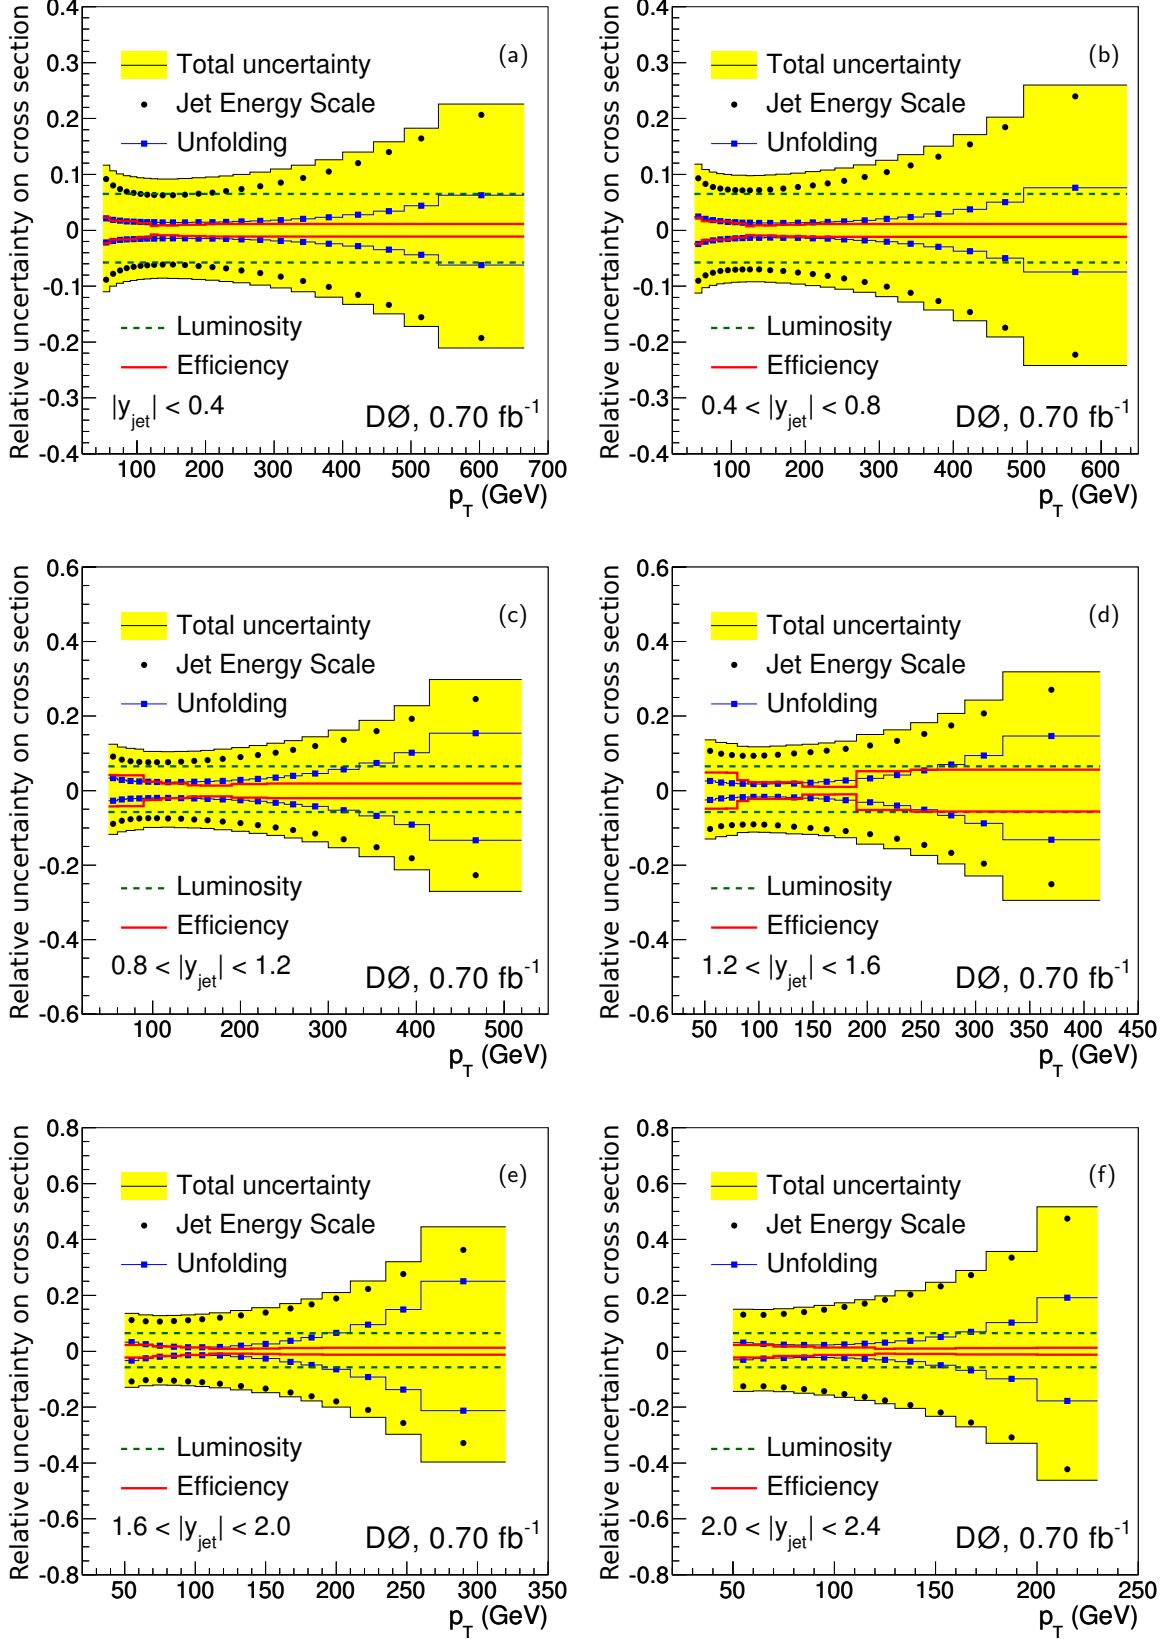 Relative uncertainty on cross section
0.4
0.3
0.2
0.1
0
-0.1
-0.2
-0.3
-0.4
(a)
Total uncertainty
Jet Energy Scale
Unfolding
Luminosity
Efficiency
|y_jet| < 0.4
DØ, 0.70 fb⁻¹
100 200 300 400 500 600 700
p_T (GeV)
Relative uncertainty on cross section
0.4
0.3
0.2
0.1
0
-0.1
-0.2
-0.3
-0.4
(b)
Total uncertainty
Jet Energy Scale
Unfolding
Luminosity
Efficiency
0.4 < |y_jet| < 0.8
DØ, 0.70 fb⁻¹
100 200 300 400 500 600
p_T (GeV)
Relative uncertainty on cross section
0.6
0.4
0.2
0
-0.2
-0.4
-0.6
(c)
Total uncertainty
Jet Energy Scale
Unfolding
Luminosity
Efficiency
0.8 < |y_jet| < 1.2
DØ, 0.70 fb⁻¹
100 200 300 400 500
p_T (GeV)
Relative uncertainty on cross section
0.6
0.4
0.2
0
-0.2
-0.4
-0.6
(d)
Total uncertainty
Jet Energy Scale
Unfolding
Luminosity
Efficiency
1.2 < |y_jet| < 1.6
DØ, 0.70 fb⁻¹
50 100 150 200 250 300 350 400 450
p_T (GeV)
Relative uncertainty on cross section
0.8
0.6
0.4
0.2
0
-0.2
-0.4
-0.6
-0.8
(e)
Total uncertainty
Jet Energy Scale
Unfolding
Luminosity
Efficiency
1.6 < |y_jet| < 2.0
DØ, 0.70 fb⁻¹
50 100 150 200 250 300 350
p_T (GeV)
Relative uncertainty on cross section
0.8
0.6
0.4
0.2
0
-0.2
-0.4
-0.6
-0.8
(f)
Total uncertainty
Jet Energy Scale
Unfolding
Luminosity
Efficiency
2.0 < |y_jet| < 2.4
DØ, 0.70 fb⁻¹
50 100 150 200 250
p_T (GeV)